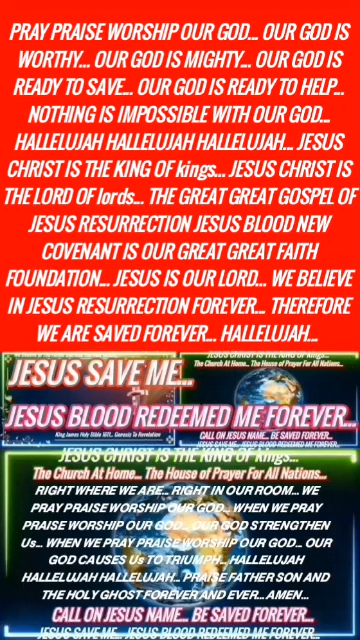 PRAY PRAISE WORSHIP OUR GOD... OUR GOD IS
WORTHY... OUR GOD IS MIGHTY... OUR GOD IS
READY TO SAVE... OUR GOD IS READY TO HELP...
NOTHING IS IMPOSSIBLE WITH OUR GOD...
HALLELUJAH HALLELUJAH HALLELUJAH... JESUS
CHRIST IS THE KING OF kings... JESUS CHRIST IS
THE LORD OF lords... THE GREAT GREAT GOSPEL OF
JESUS RESURRECTION JESUS BLOOD NEW
COVENANT IS OUR GREAT GREAT FAITH
FOUNDATION... JESUS IS OUR LORD... WE BELIEVE
IN JESUS RESURRECTION FOREVER... THEREFORE
WE ARE SAVED FOREVER... HALLELUJAH...
JESUS CHRIST IS THE KING OF kings...
The Church At Home... The House of Prayer For All Nations...
JESUS SAVE ME...
JESUS BLOOD REDEEMED ME FOREVER...
King James Holy Bible 1611.. Genesis To Revelation
CALL ON JESUS NAME... BE SAVED FOREVER...
JESUS SAVE ME... JESUS BLOOD REDEEMED ME FOREVER...
JESUS CHRIST IS THE KING OF kings...
The Church At Home... The House of Prayer For All Nations...
RIGHT WHERE WE ARE... RIGHT IN OUR ROOM... WE
PRAY PRAISE WORSHIP OUR GOD... WHEN WE PRAY
PRAISE WORSHIP OUR GOD... OUR GOD STRENGTHEN
Us... WHEN WE PRAY PRAISE WORSHIP OUR GOD... OUR
GOD CAUSES Us TO TRIUMPH... HALLELUJAH
HALLELUJAH HALLELUJAH... PRAISE FATHER SON AND
THE HOLY GHOST FOREVER AND EVER... AMEN...
CALL ON JESUS NAME... BE SAVED FOREVER...
JESUS SAVE ME... JESUS BLOOD REDEEMED ME FOREVER...